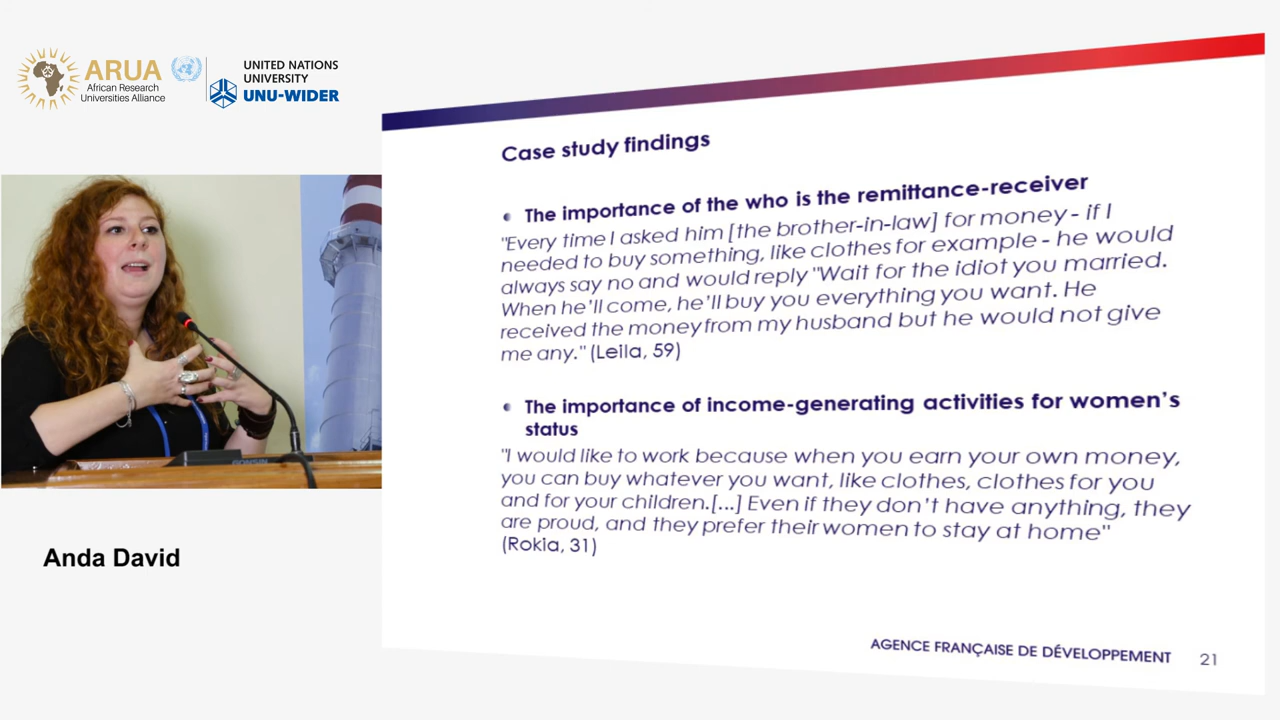 ARUA
African Research
Universities Alliance
UNITED NATIONS
UNIVERSITY
UNU-WIDER
Case study findings
• The importance of the who is the remittance-receiver
"Every time I asked him [the brother-in-law] for money - if I
needed to buy something, like clothes for example - he would
always say no and would reply "Wait for the idiot you married.
When he'll come, he'll buy you everything you want. He
received the money from my husband but he would not give
me any." (Leila, 59)
• The importance of income-generating activities for women's
status
"I would like to work because when you earn your own money,
you can buy whatever you want, like clothes, clothes for you
and for your children.[...] Even if they don't have anything, they
are proud, and they prefer their women to stay at home"
(Rokia, 31)
GONSIN
Anda David
AGENCE FRANÇAISE DE DÉVELOPPEMENT 21